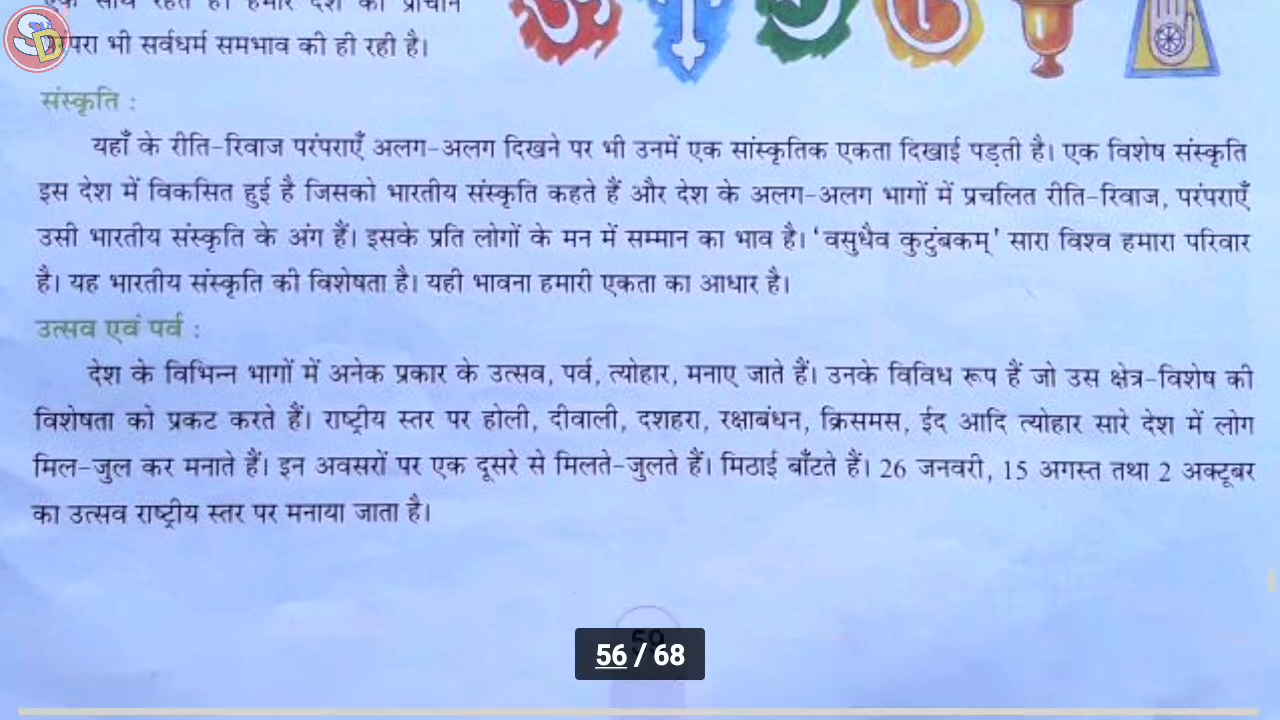 एक साथ रहते हैं। हमारे देश की प्राचीन
परंपरा भी सर्वधर्म समभाव की ही रही है।
SD
संस्कृति :
यहाँ के रीति-रिवाज परंपराएँ अलग-अलग दिखने पर भी उनमें एक सांस्कृतिक एकता दिखाई पड़ती है। एक विशेष संस्कृति
इस देश में विकसित हुई है जिसको भारतीय संस्कृति कहते हैं और देश के अलग-अलग भागों में प्रचलित रीति-रिवाज, परंपराएँ
उसी भारतीय संस्कृति के अंग हैं। इसके प्रति लोगों के मन में सम्मान का भाव है। 'वसुधैव कुटुंबकम्' सारा विश्व हमारा परिवार
है। यह भारतीय संस्कृति की विशेषता है। यही भावना हमारी एकता का आधार है।
उत्सव एवं पर्व :
देश के विभिन्न भागों में अनेक प्रकार के उत्सव, पर्व, त्योहार, मनाए जाते हैं। उनके विविध रूप हैं जो उस क्षेत्र-विशेष की
विशेषता को प्रकट करते हैं। राष्ट्रीय स्तर पर होली, दीवाली, दशहरा, रक्षाबंधन, क्रिसमस, ईद आदि त्योहार सारे देश में लोग
मिल-जुल कर मनाते हैं। इन अवसरों पर एक दूसरे से मिलते-जुलते हैं। मिठाई बाँटते हैं। 26 जनवरी, 15 अगस्त तथा 2 अक्टूबर
का उत्सव राष्ट्रीय स्तर पर मनाया जाता है।
59
56 / 68